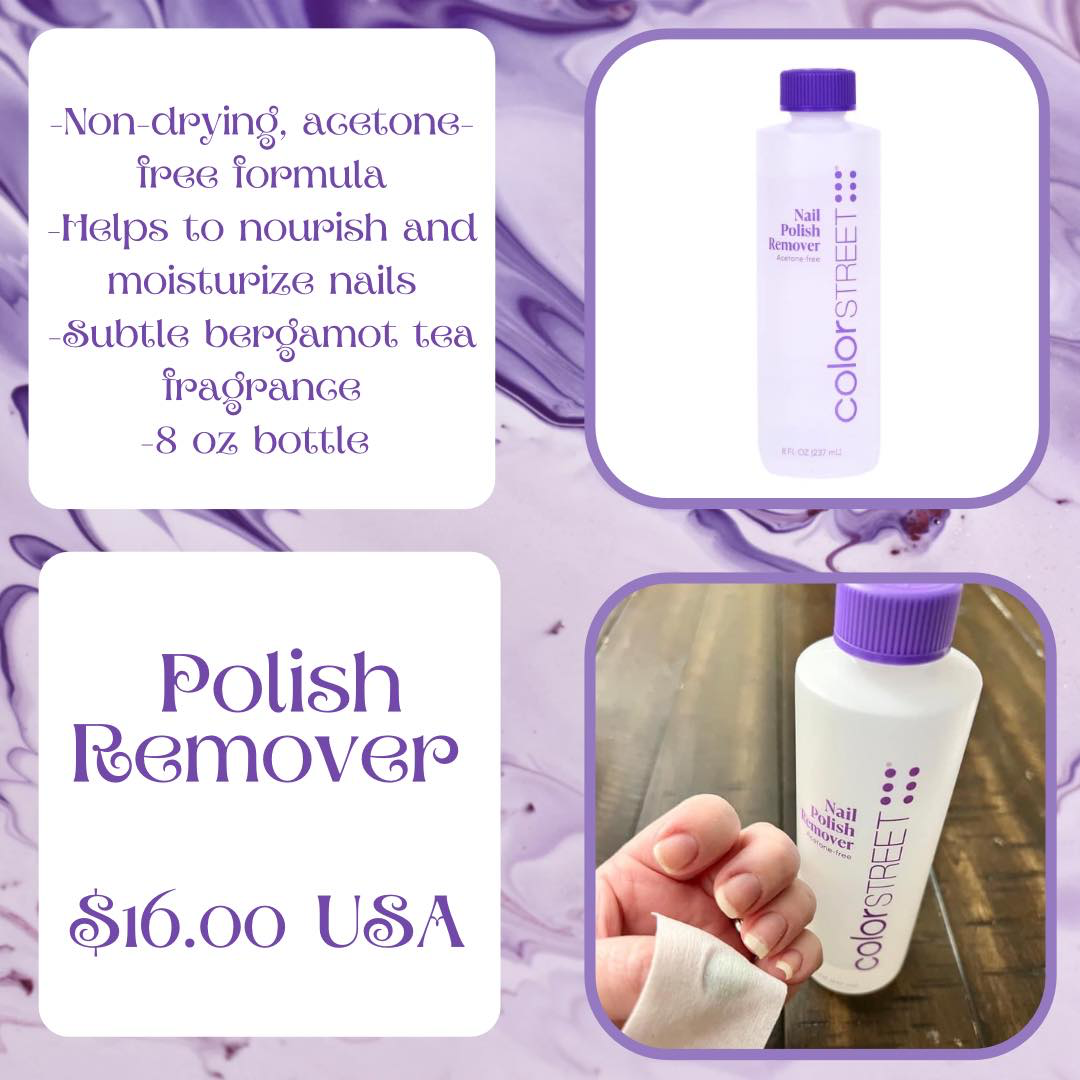 -Non-drying, acetone-
free formula
-Helps to nourish and
moisturize nails
-Subtle bergamot tea
fragrance
-8 oz bottle
Nail
Polish
Remover
Acetone-free
colorSTREET
8 FL OZ (237 mL)
Polish
Remover
$16.00 USA
Nail
Polish
Remover
Acetone-free
colorSTREET